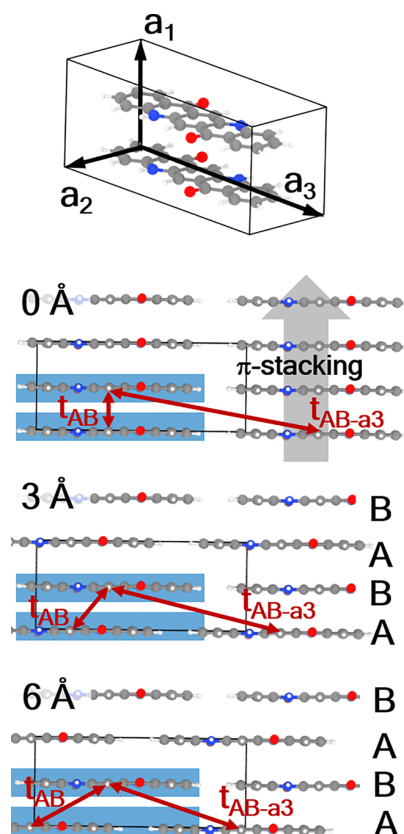 a1
a2
a3
0 Å
π-stacking
tAB
tAB-a3
3 Å
B
A
tAB
B
tAB-a3
A
6 Å
B
A
tAB
B
tAB-a3
A